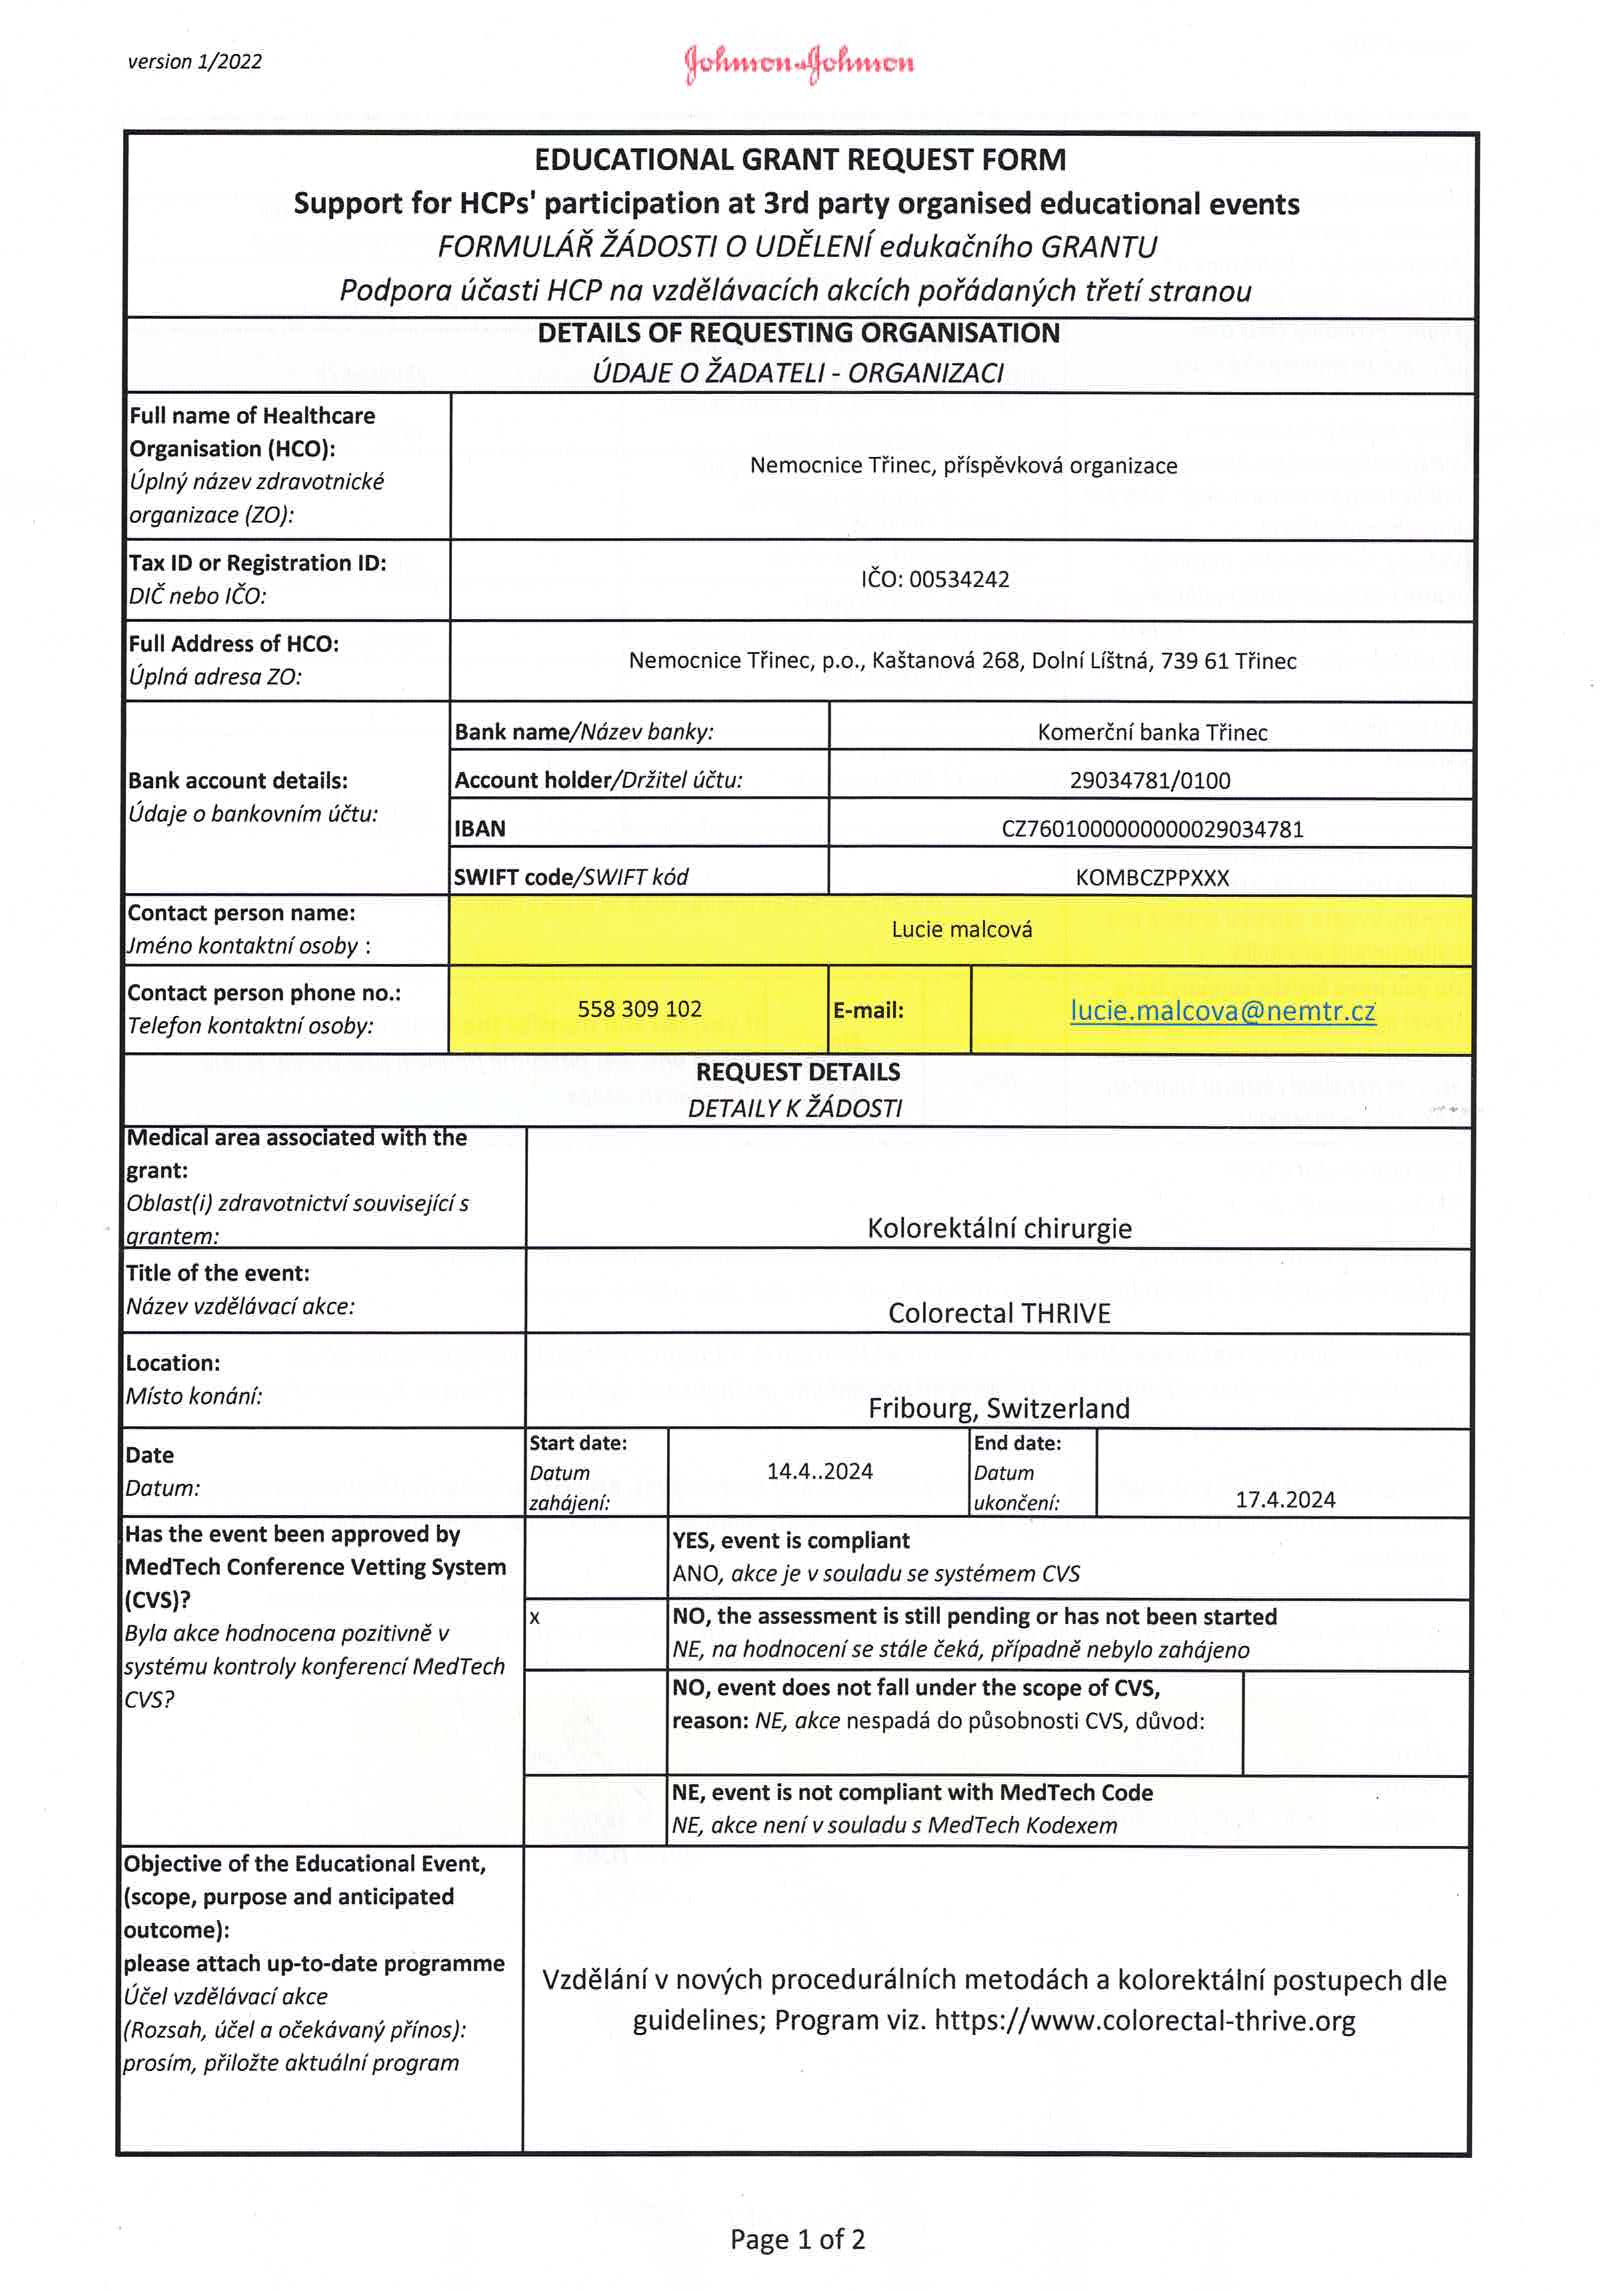 version 1/2022
Johnson & Johnson
EDUCATIONAL GRANT REQUEST FORM
Support for HCPs' participation at 3rd party organised educational events
FORMULÁŘ ŽÁDOSTI O UDĚLENÍ edukačního GRANTU
Podpora účasti HCP na vzdělávacích akcích pořádaných třetí stranou
DETAILS OF REQUESTING ORGANISATION
ÚDAJE O ŽADATELI - ORGANIZACI
Full name of Healthcare
Organisation (HCO):
Úplný název zdravotnické
organizace (ZO):
Nemocnice Třinec, příspěvková organizace
Tax ID or Registration ID:
DIČ nebo IČO:
IČO: 00534242
Full Address of HCO:
Úplná adresa ZO:
Nemocnice Třinec, p.o., Kaštanová 268, Dolní Líštná, 739 61 Třinec
Bank account details:
Údaje o bankovním účtu:
Bank name/Název banky:
Komerční banka Třinec
Account holder/Držitel účtu:
29034781/0100
IBAN
CZ7601000000000029034781
SWIFT code/SWIFT kód
KOMBCZPPXXX
Contact person name:
Jméno kontaktní osoby :
Lucie malcová
Contact person phone no.:
Telefon kontaktní osoby:
558 309 102
E-mail:
lucie.malcova@nemtr.cz
REQUEST DETAILS
DETAILY K ŽÁDOSTI
Medical area associated with the
grant:
Oblast(i) zdravotnictví související s
grantem:
Kolorektální chirurgie
Title of the event:
Název vzdělávací akce:
Colorectal THRIVE
Location:
Místo konání:
Fribourg, Switzerland
Date
Datum:
Start date:
Datum
zahájení:
14.4..2024
End date:
Datum
ukončení:
17.4.2024
Has the event been approved by
MedTech Conference Vetting System
(CVS)?
Byla akce hodnocena pozitivně v
systému kontroly konferencí MedTech
CVS?
YES, event is compliant
ANO, akce je v souladu se systémem CVS
x
NO, the assessment is still pending or has not been started
NE, na hodnocení se stále čeká, případně nebylo zahájeno
NO, event does not fall under the scope of CVS,
reason: NE, akce nespadá do působnosti CVS, důvod:
NE, event is not compliant with MedTech Code
NE, akce není v souladu s MedTech Kodexem
Objective of the Educational Event,
(scope, purpose and anticipated
outcome):
please attach up-to-date programme
Účel vzdělávací akce
(Rozsah, účel a očekávaný přínos):
prosím, přiložte aktuální program
Vzdělání v nových procedurálních metodách a kolorektální postupech dle
guidelines; Program viz. https://www.colorectal-thrive.org
Page 1 of 2